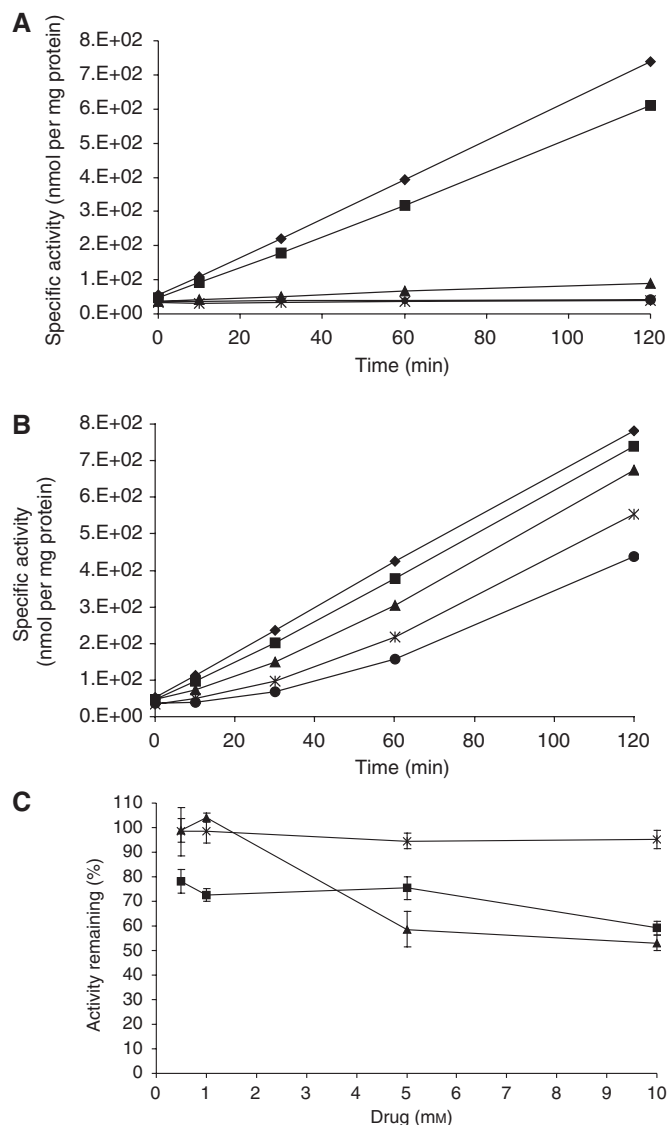 A
Specific activity (nmol per mg protein)
8.E+02
7.E+02
6.E+02
5.E+02
4.E+02
3.E+02
2.E+02
1.E+02
0.E+00
0 20 40 60 80 100 120
Time (min)
B
Specific activity
(nmol per mg protein)
8.E+02
7.E+02
6.E+02
5.E+02
4.E+02
3.E+02
2.E+02
1.E+02
0.E+00
0 20 40 60 80 100 120
Time (min)
C
Activity remaining (%)
110
100
90
80
70
60
50
40
30
20
10
0
0 1 2 3 4 5 6 7 8 9 10
Drug (mM)